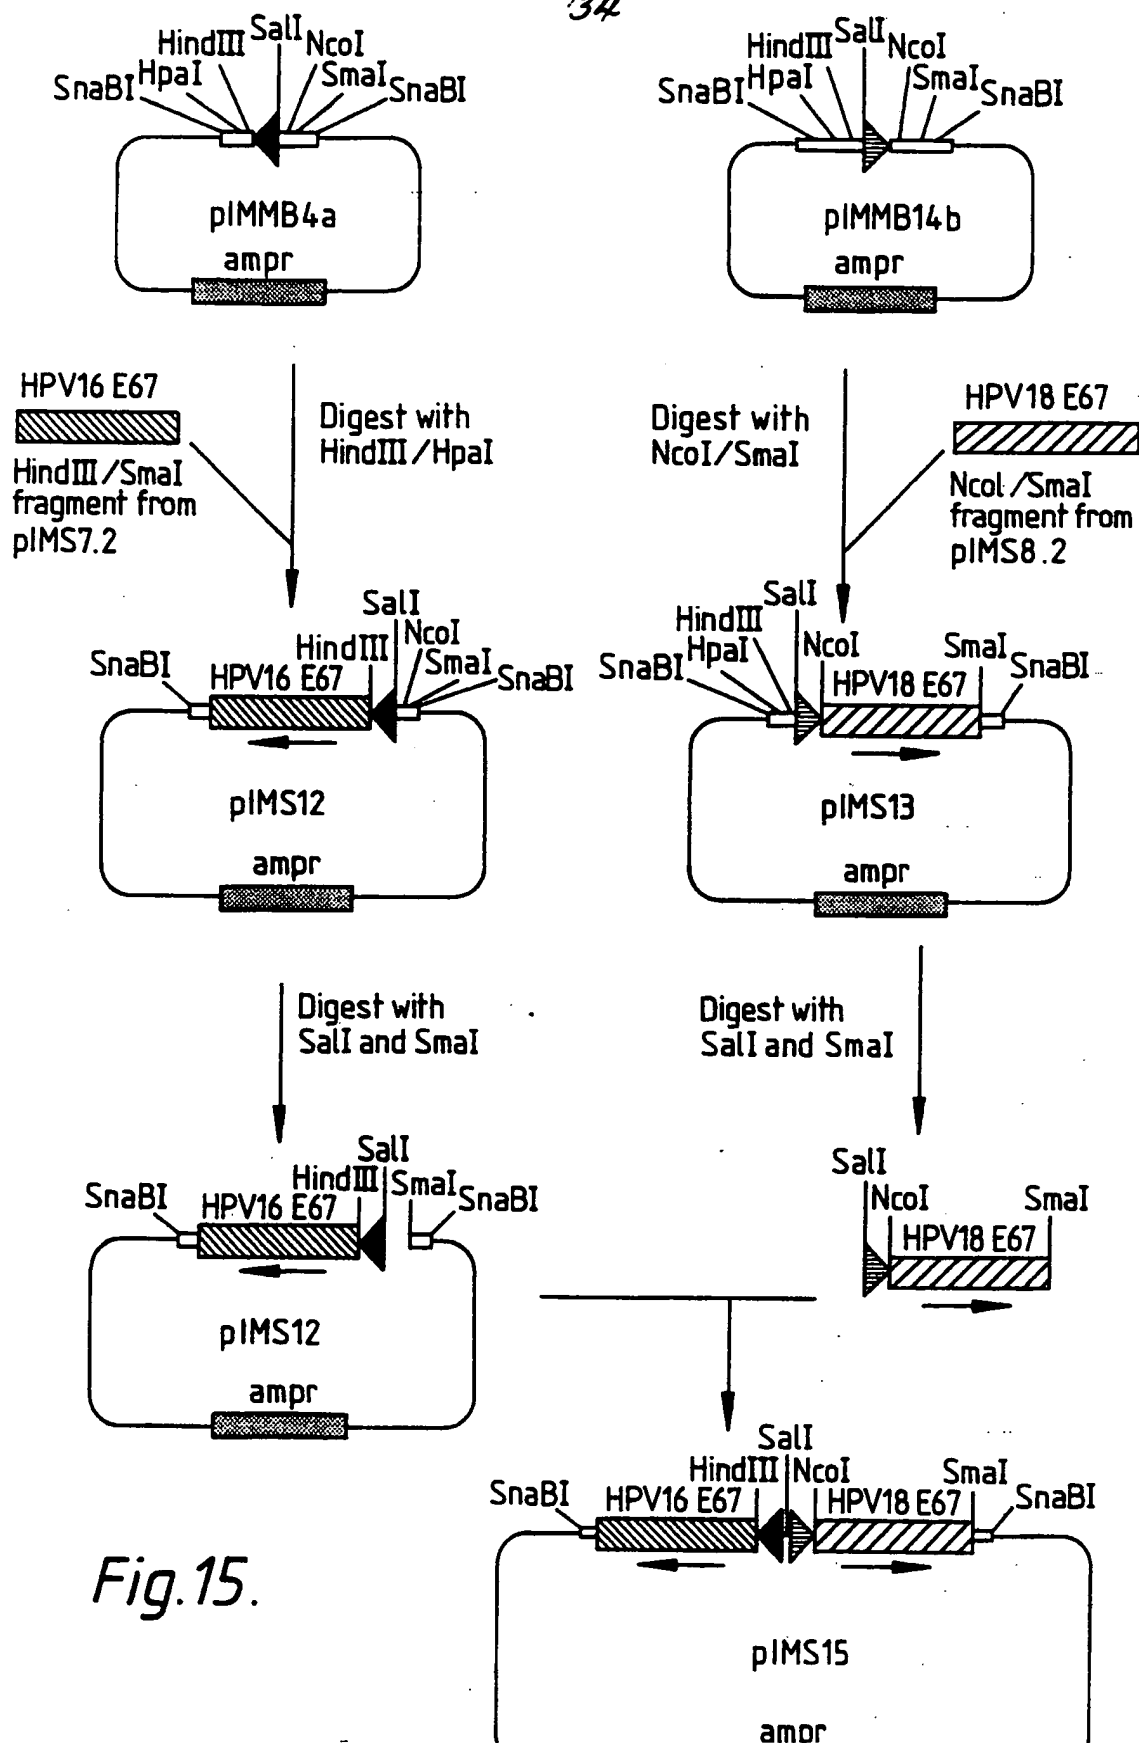 34
SalI
HindIII
NcoI
HpaI
SmaI
SnaBI
SnaBI
pIMMB4a
ampr
SalI
HindIII
NcoI
HpaI
SmaI
SnaBI
SnaBI
pIMMB14b
ampr
HPV16 E67
HindIII/SmaI
fragment from
pIMS7.2
Digest with
HindIII/HpaI
Digest with
NcoI/SmaI
HPV18 E67
NcoI/SmaI
fragment from
pIMS8.2
SalI
HindIII
NcoI
SnaBI
HPV16 E67
SmaI
SnaBI
pIMS12
ampr
SalI
HindIII
HpaI
SnaBI
NcoI
SmaI
HPV18 E67
SnaBI
pIMS13
ampr
Digest with
SalI and SmaI
Digest with
SalI and SmaI
SalI
HindIII
SmaI
SnaBI
HPV16 E67
SnaBI
pIMS12
ampr
SalI
NcoI
SmaI
HPV18 E67
SalI
HindIII
NcoI
SmaI
SnaBI
HPV16 E67
HPV18 E67
SnaBI
pIMS15
ampr
Fig.15.